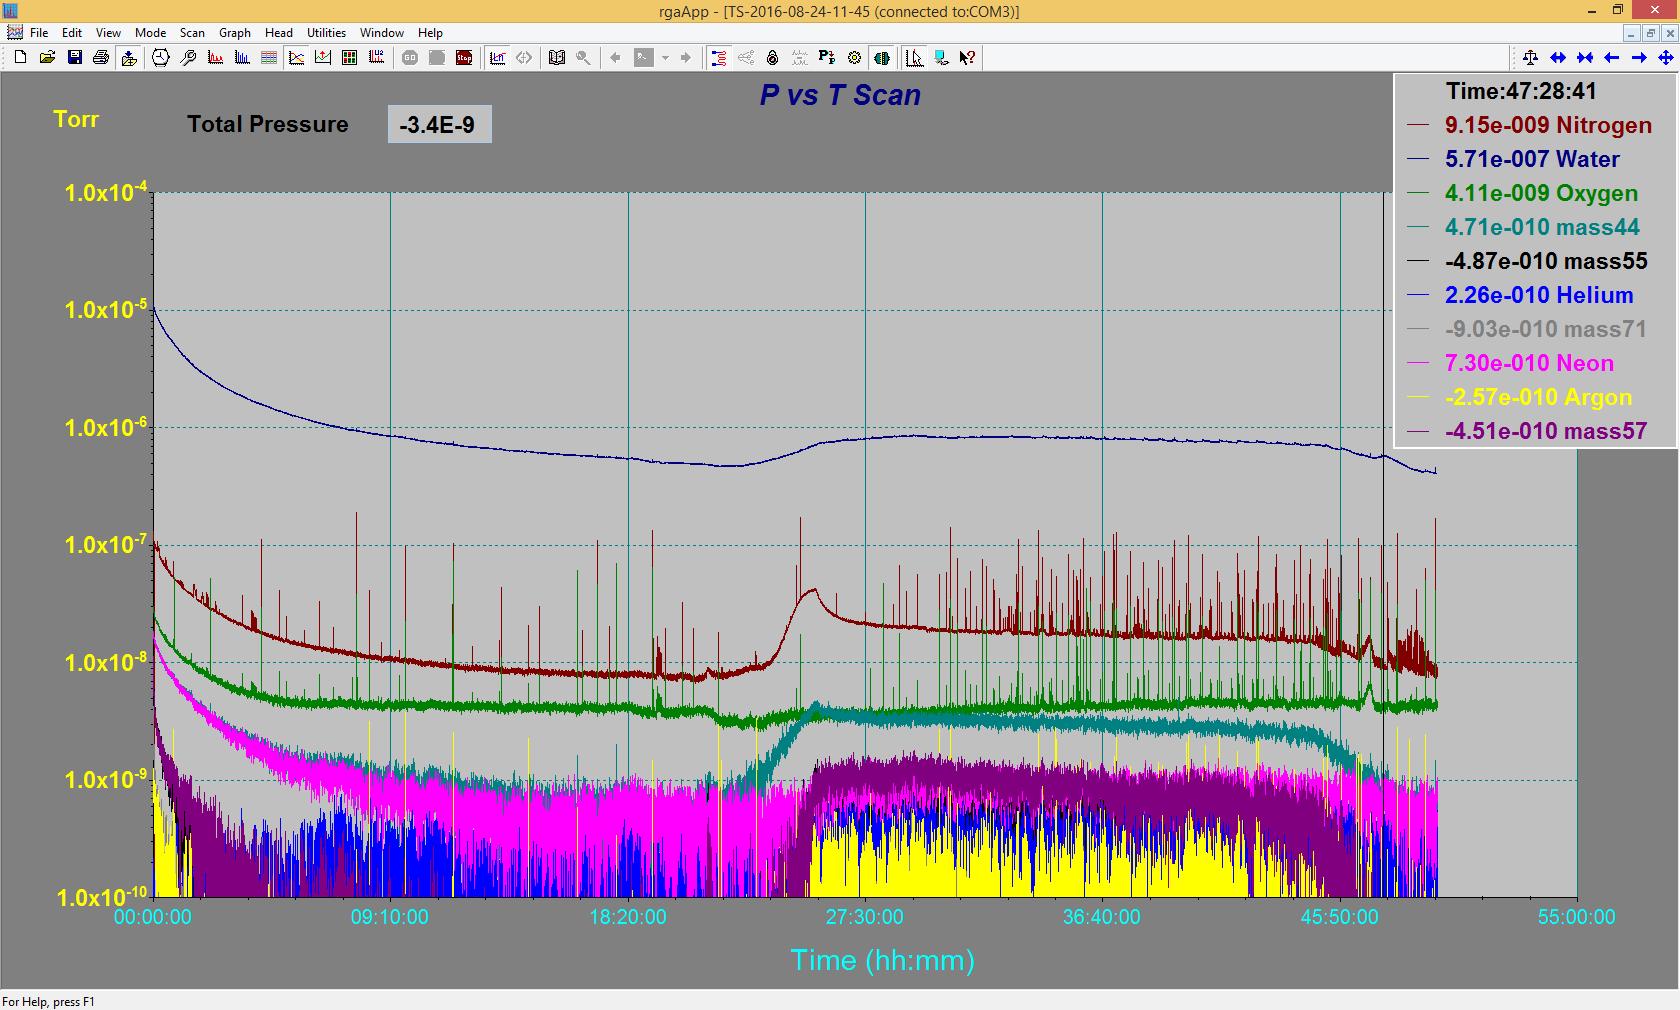 rgaApp - [TS-2016-08-24-11-45 (connected to:COM3)]
File Edit View Mode Scan Graph Head Utilities Window Help
GO Stop
P vs T Scan
Torr
Total Pressure -3.4E-9
Time:47:28:41
9.15e-009 Nitrogen
5.71e-007 Water
4.11e-009 Oxygen
4.71e-010 mass44
-4.87e-010 mass55
2.26e-010 Helium
-9.03e-010 mass71
7.30e-010 Neon
-2.57e-010 Argon
-4.51e-010 mass57
1.0x10-4
1.0x10-5
1.0x10-6
1.0x10-7
1.0x10-8
1.0x10-9
1.0x10-10
00:00:00 09:10:00 18:20:00 27:30:00 36:40:00 45:50:00 55:00:00
Time (hh:mm)
For Help, press F1